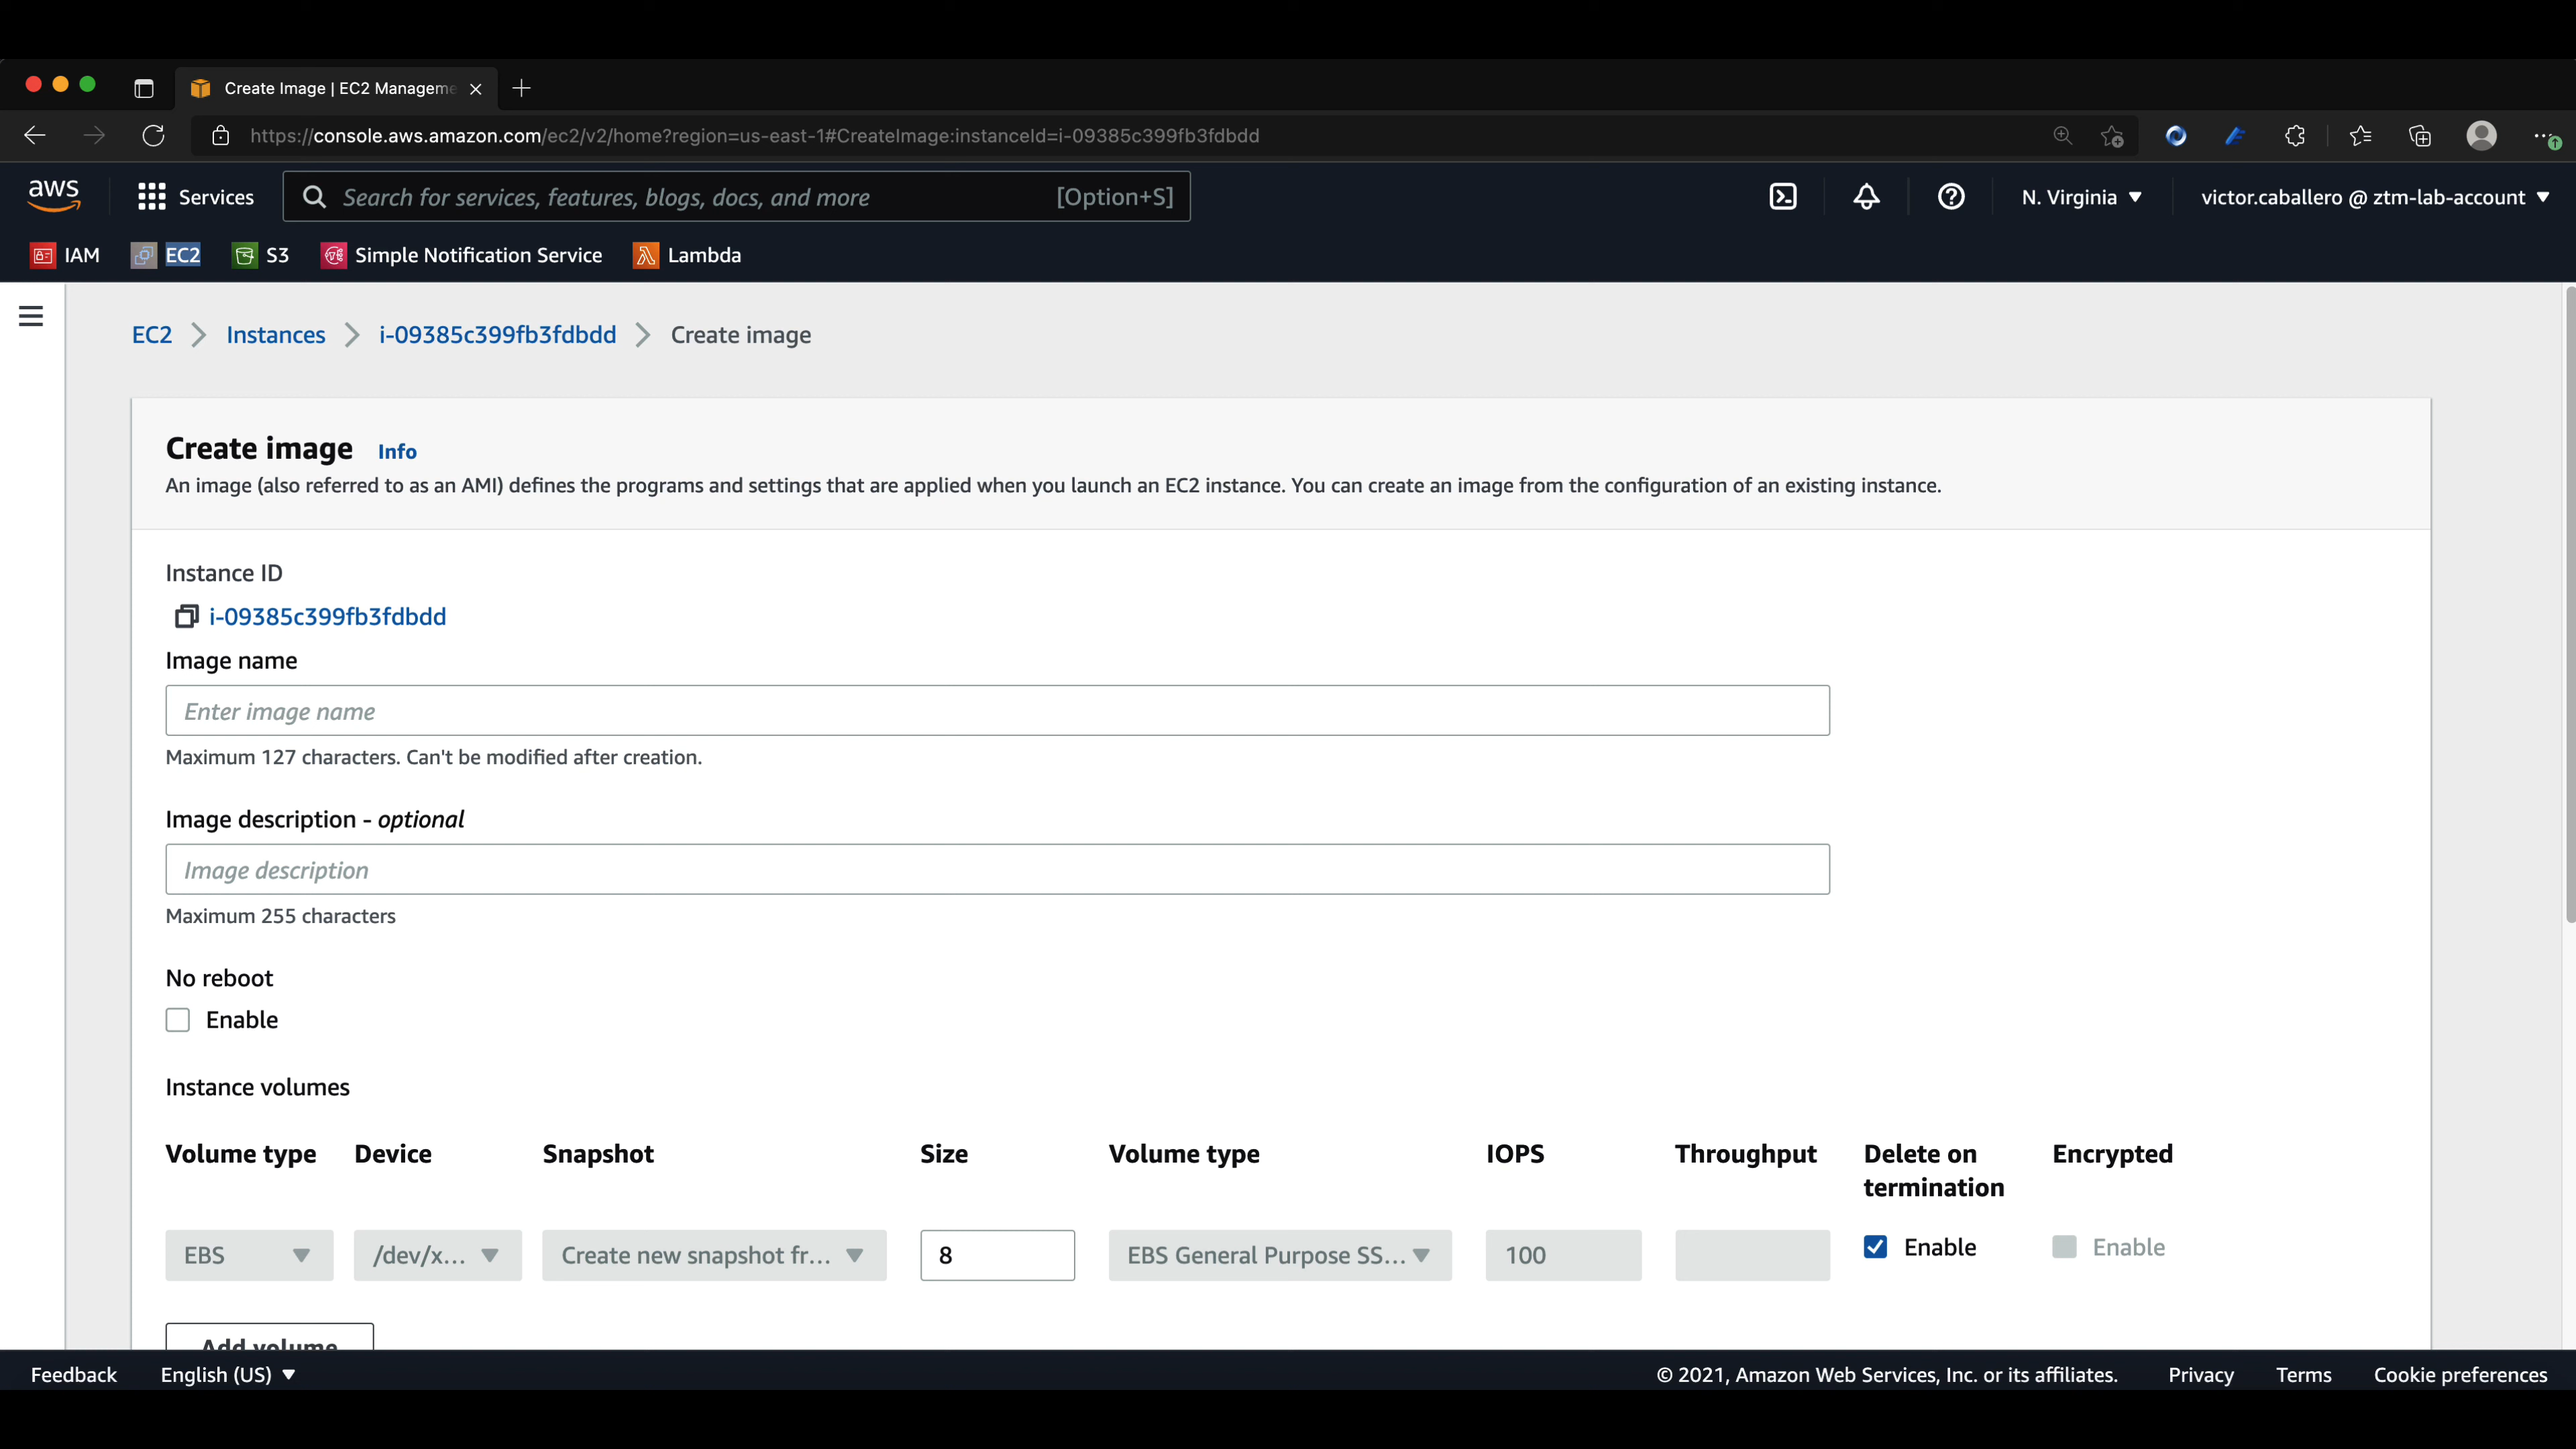 Create Image | EC2 Manageme
https://console.aws.amazon.com/ec2/v2/home?region=us-east-1#CreateImage:instanceId=i-09385c399fb3fdbdd
aws
Services
Search for services, features, blogs, docs, and more
[Option+S]
N. Virginia
victor.caballero @ ztm-lab-account
IAM
EC2
S3
Simple Notification Service
Lambda
EC2
Instances
i-09385c399fb3fdbdd
Create image
Create image
Info
An image (also referred to as an AMI) defines the programs and settings that are applied when you launch an EC2 instance. You can create an image from the configuration of an existing instance.
Instance ID
i-09385c399fb3fdbdd
Image name
Enter image name
Maximum 127 characters. Can't be modified after creation.
Image description - optional
Image description
Maximum 255 characters
No reboot
Enable
Instance volumes
Volume type
Device
Snapshot
Size
Volume type
IOPS
Throughput
Delete on
termination
Encrypted
EBS
/dev/x...
Create new snapshot fr...
8
EBS General Purpose SS...
100
Enable
Enable
Add volume
Feedback
English (US)
© 2021, Amazon Web Services, Inc. or its affiliates.
Privacy
Terms
Cookie preferences